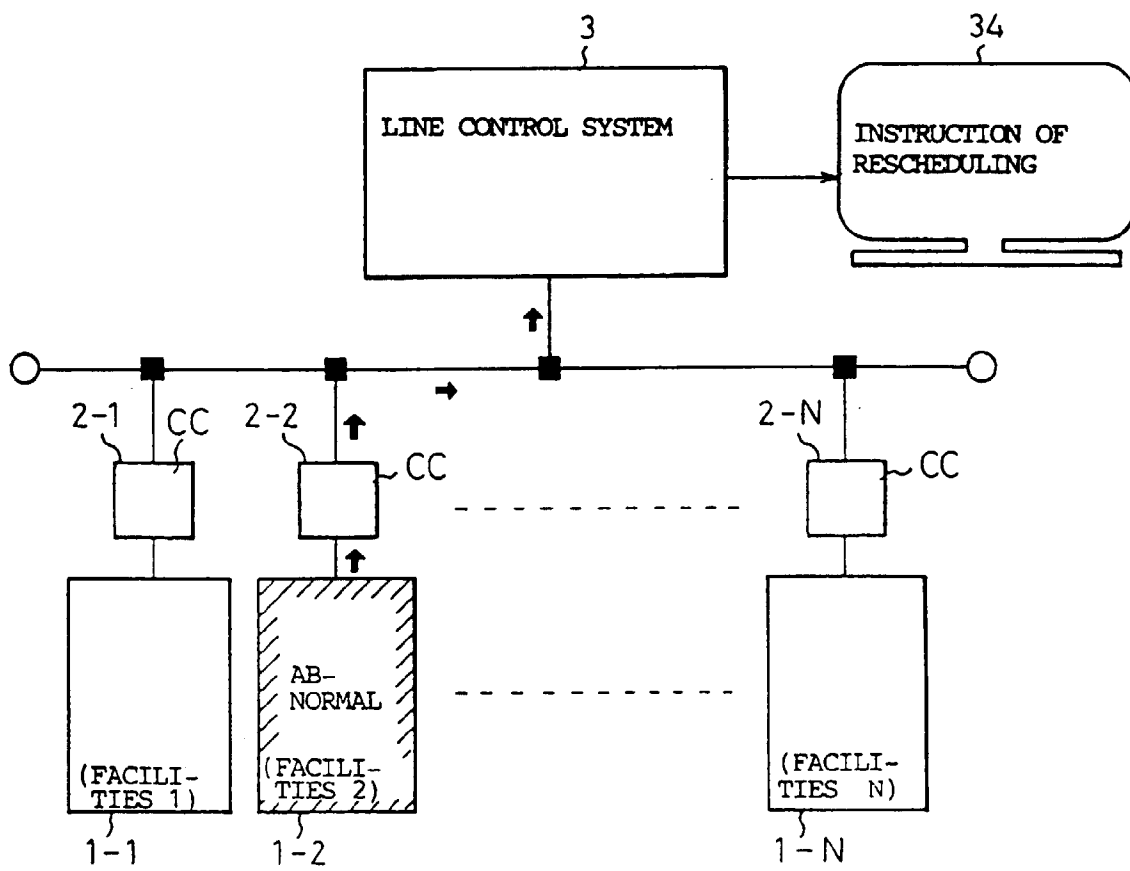 3
34
LINE CONTROL SYSTEM
INSTRUCTION OF
RESCHEDULING
2-1
CC
2-2
CC
2-N
CC
AB-
NORMAL
(FACILI-
TIES 1)
(FACILI-
TIES 2)
(FACILI-
TIES N)
1-1
1-2
1-N